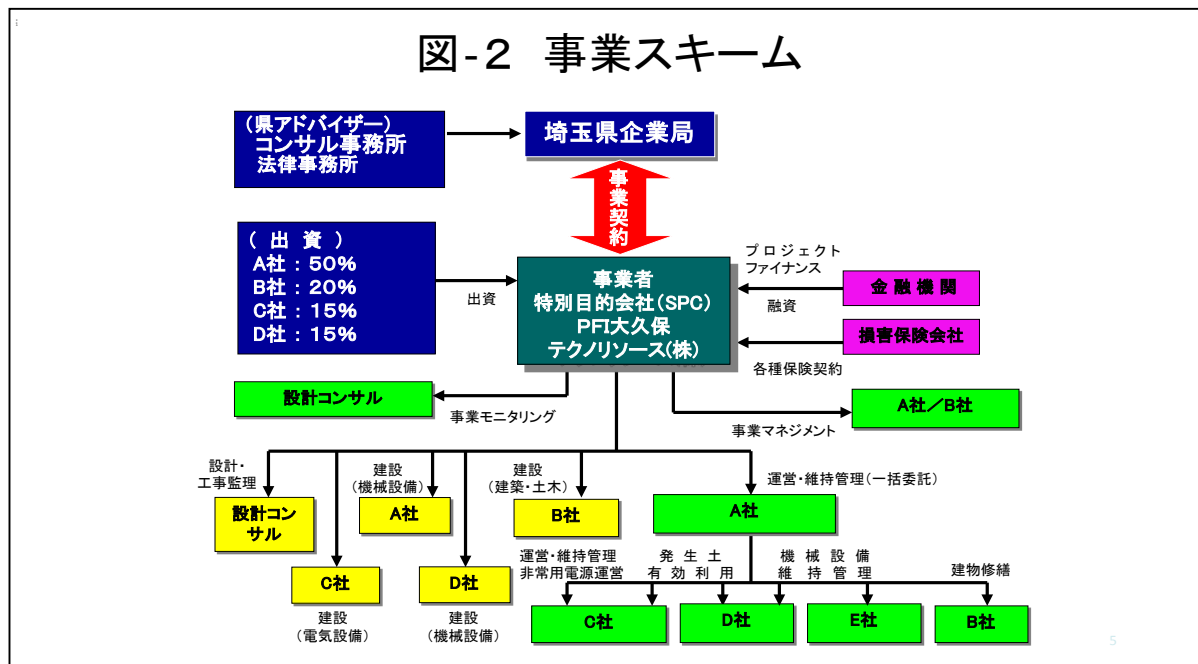 図-2 事業スキーム
(県アドバイザー)
コンサル事務所
法律事務所
埼玉県企業局
事業契約
(出資)
A社:50%
B社:20%
C社:15%
D社:15%
出資
事業者
特別目的会社(SPC)
PFI大久保
テクノリソース(株)
プロジェクト
ファイナンス
融資
金融機関
損害保険会社
各種保険契約
設計コンサル
事業モニタリング
事業マネジメント
A社/B社
設計・
工事監理
建設
(機械設備)
建設
(建築・土木)
運営・維持管理(一括委託)
設計コン
サル
A社
B社
A社
C社
D社
建設
(電気設備)
建設
(機械設備)
運営・維持管理
非常用電源運営
発生土
有効利用
機械設備
維持管理
建物修繕
C社
D社
E社
B社
5